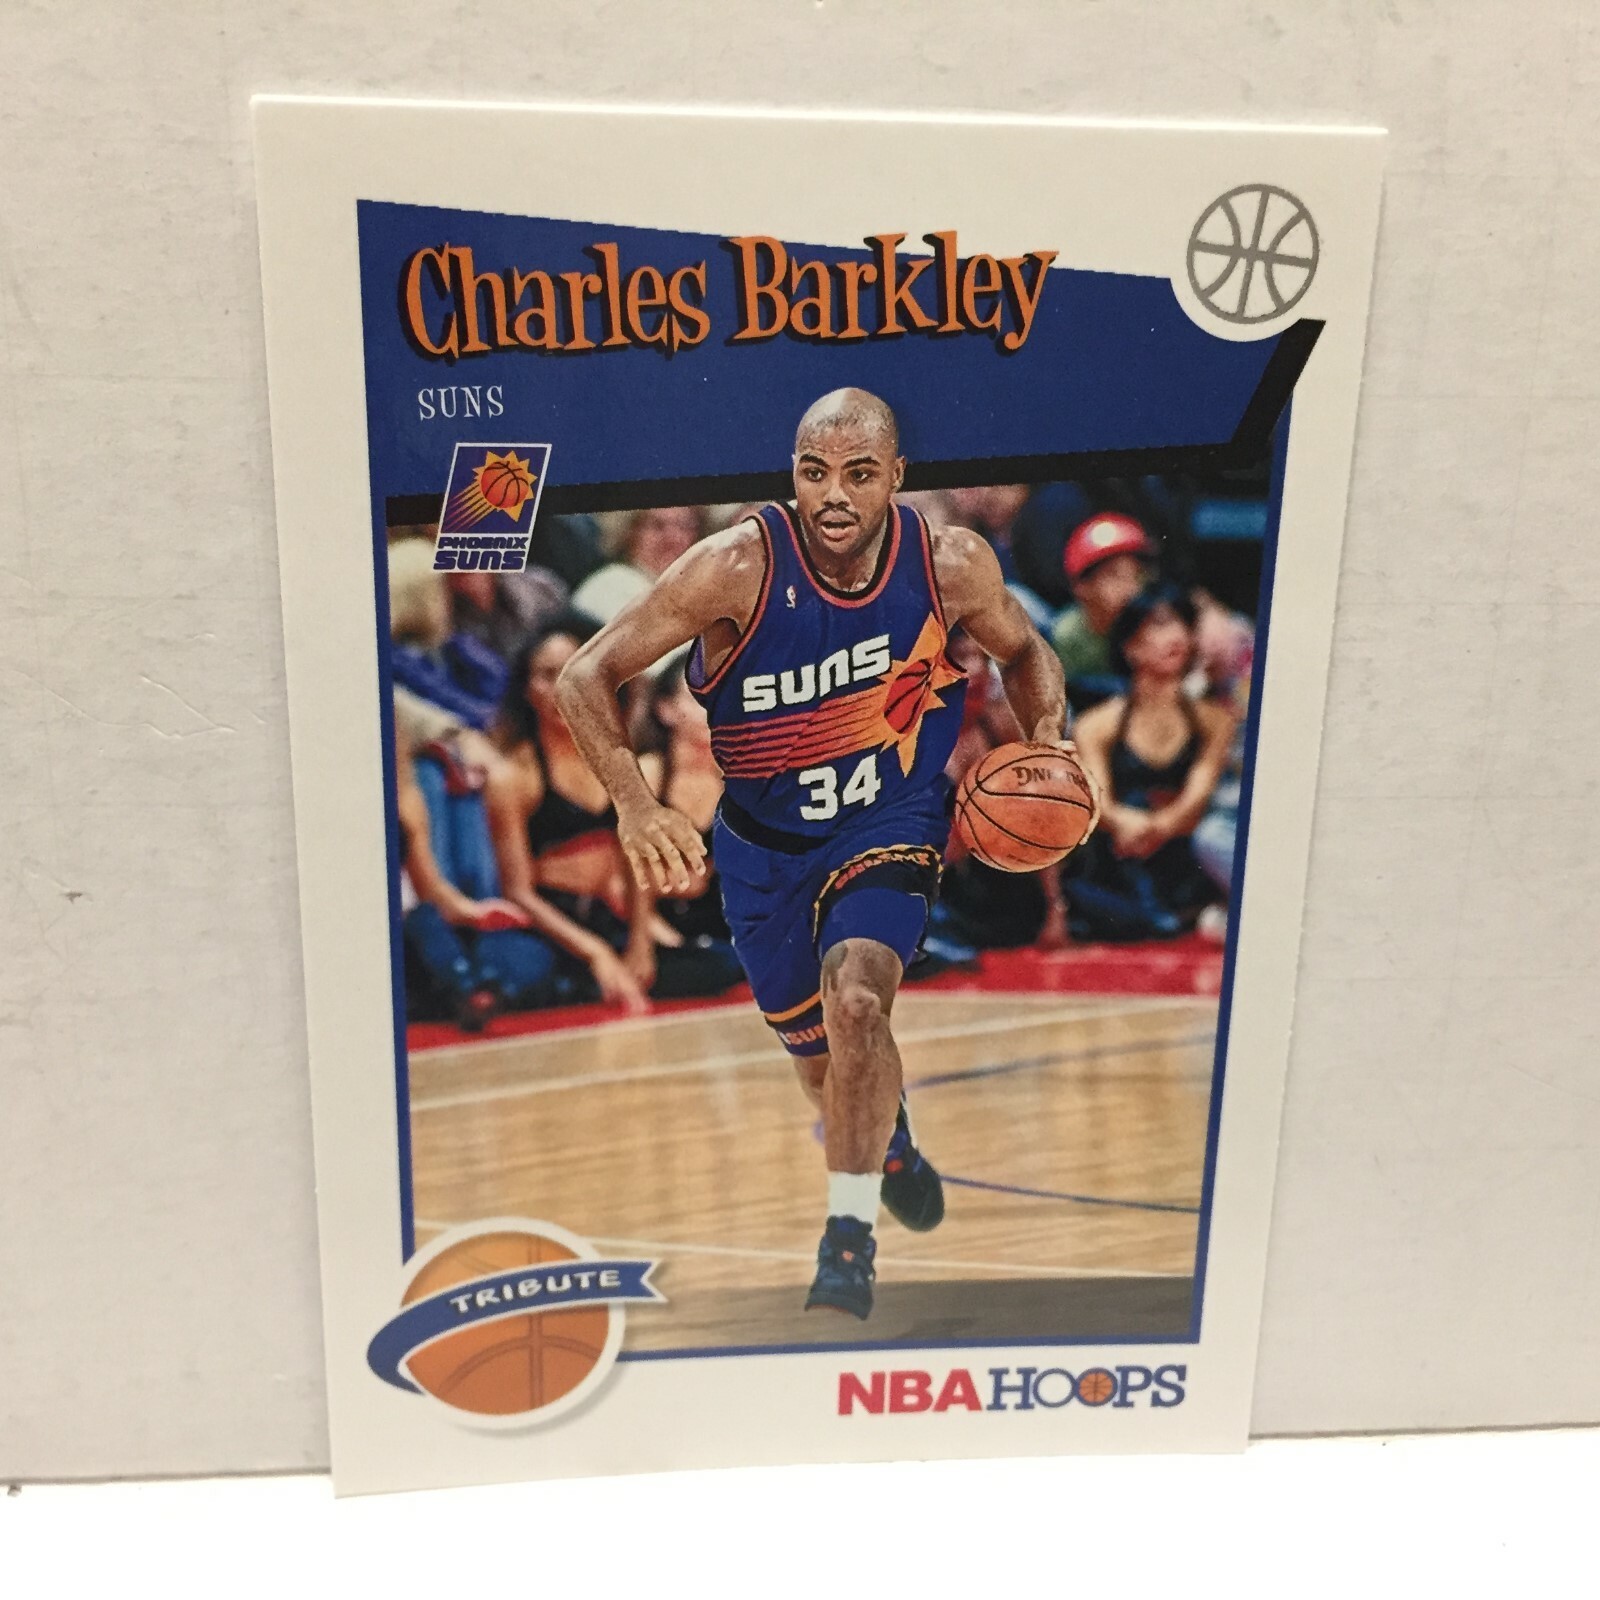 Charles Barkley
SUNS
PHOENIX
SUNS
SUNS
34
TRIBUTE
NBA HOOPS